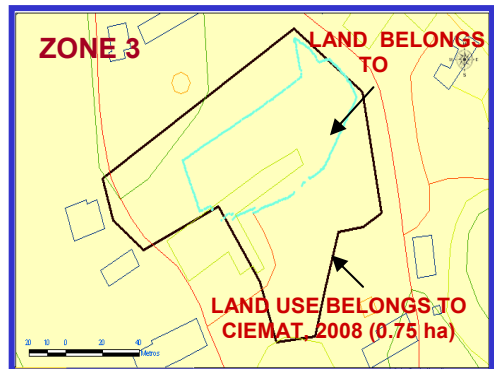 ZONE 3
LAND BELONGS
TO
LAND USE BELONGS TO
CIEMAT, 2008 (0.75 ha)
20 10 0 20 40
Metros